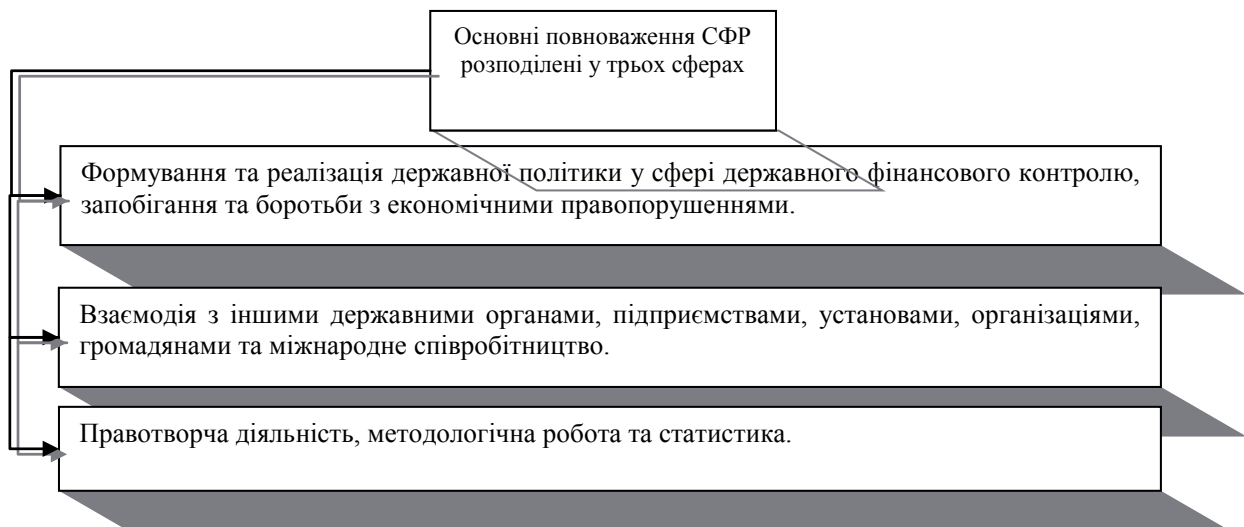 Основні повноваження СФР
розподілені у трьох сферах
Формування та реалізація державної політики у сфері державного фінансового контролю,
запобігання та боротьби з економічними правопорушеннями.
Взаємодія з іншими державними органами, підприємствами, установами, організаціями,
громадянами та міжнародне співробітництво.
Правотворча діяльність, методологічна робота та статистика.